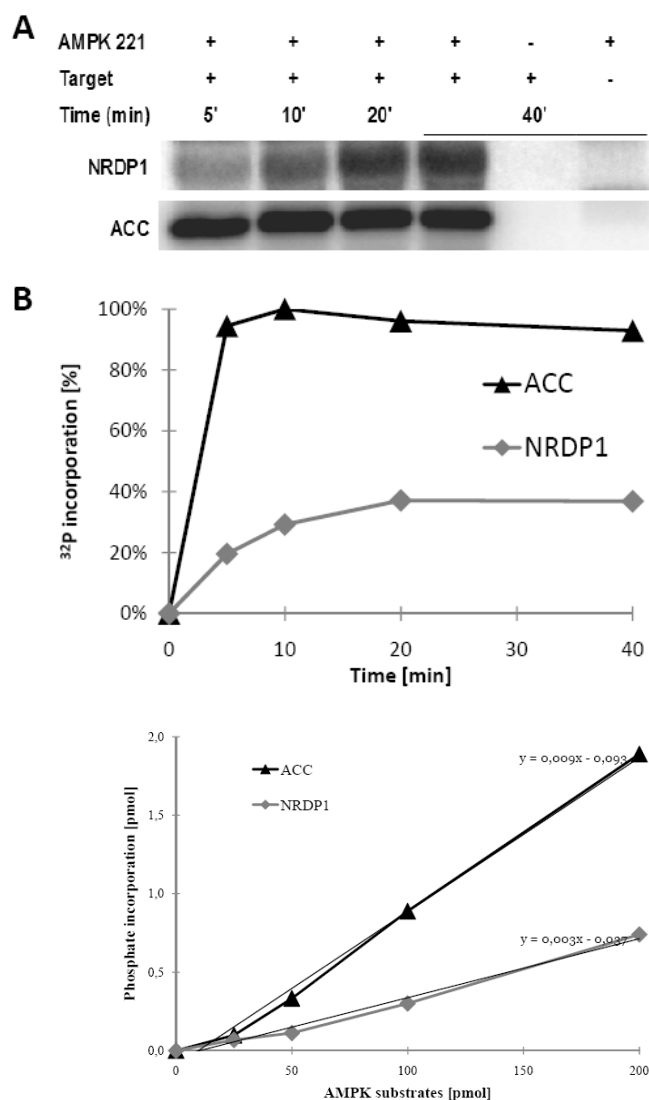 A
AMPK 221 + + + + - +
Target + + + + + -
Time (min) 5' 10' 20' 40'
NRDP1
ACC
B
100%
80%
60%
40%
20%
0%
³²P incorporation [%]
ACC
NRDP1
0 10 20 30 40
Time [min]
2,0
1,5
1,0
0,5
0,0
Phosphate incorporation [pmol]
ACC
NRDP1
y = 0,009x - 0,093
y = 0,003x - 0,037
0 50 100 150 200
AMPK substrates [pmol]